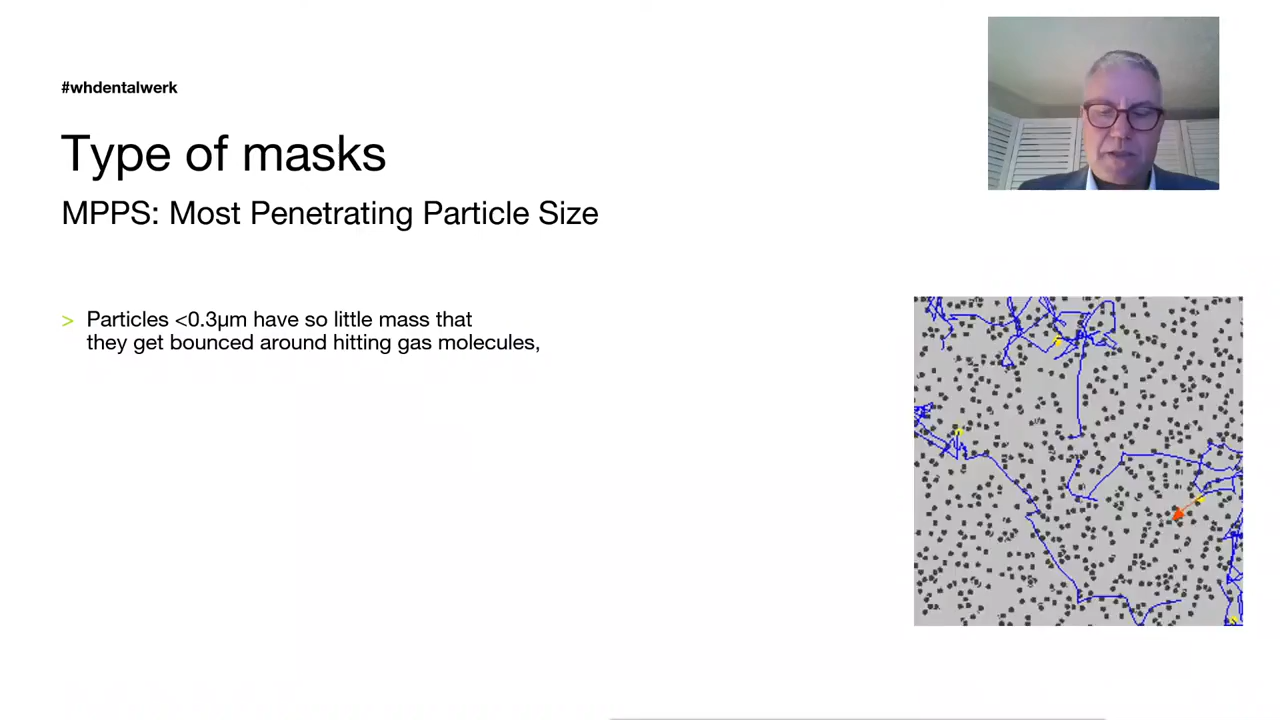 #whdentalwerk
Type of masks
MPPS: Most Penetrating Particle Size
> Particles <0.3µm have so little mass that
they get bounced around hitting gas molecules,